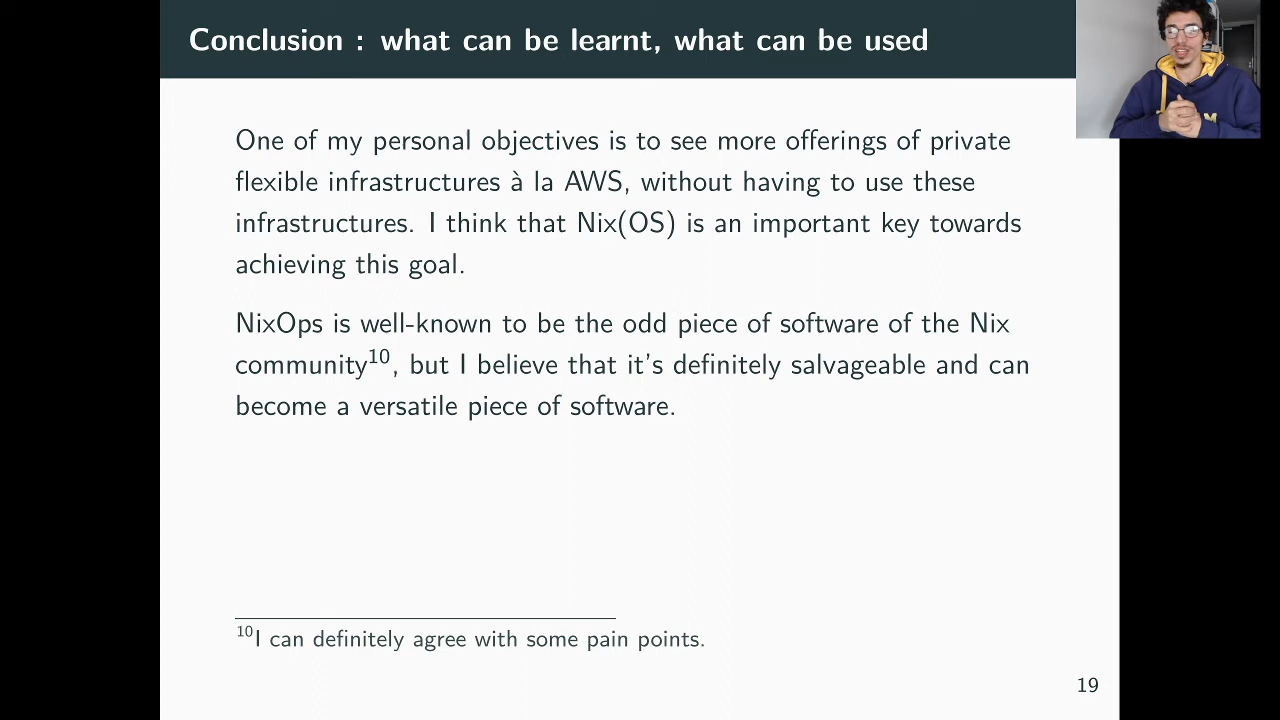 Conclusion : what can be learnt, what can be used
One of my personal objectives is to see more offerings of private
flexible infrastructures à la AWS, without having to use these
infrastructures. I think that Nix(OS) is an important key towards
achieving this goal.
NixOps is well-known to be the odd piece of software of the Nix
community10, but I believe that it's definitely salvageable and can
become a versatile piece of software.
10I can definitely agree with some pain points.
19